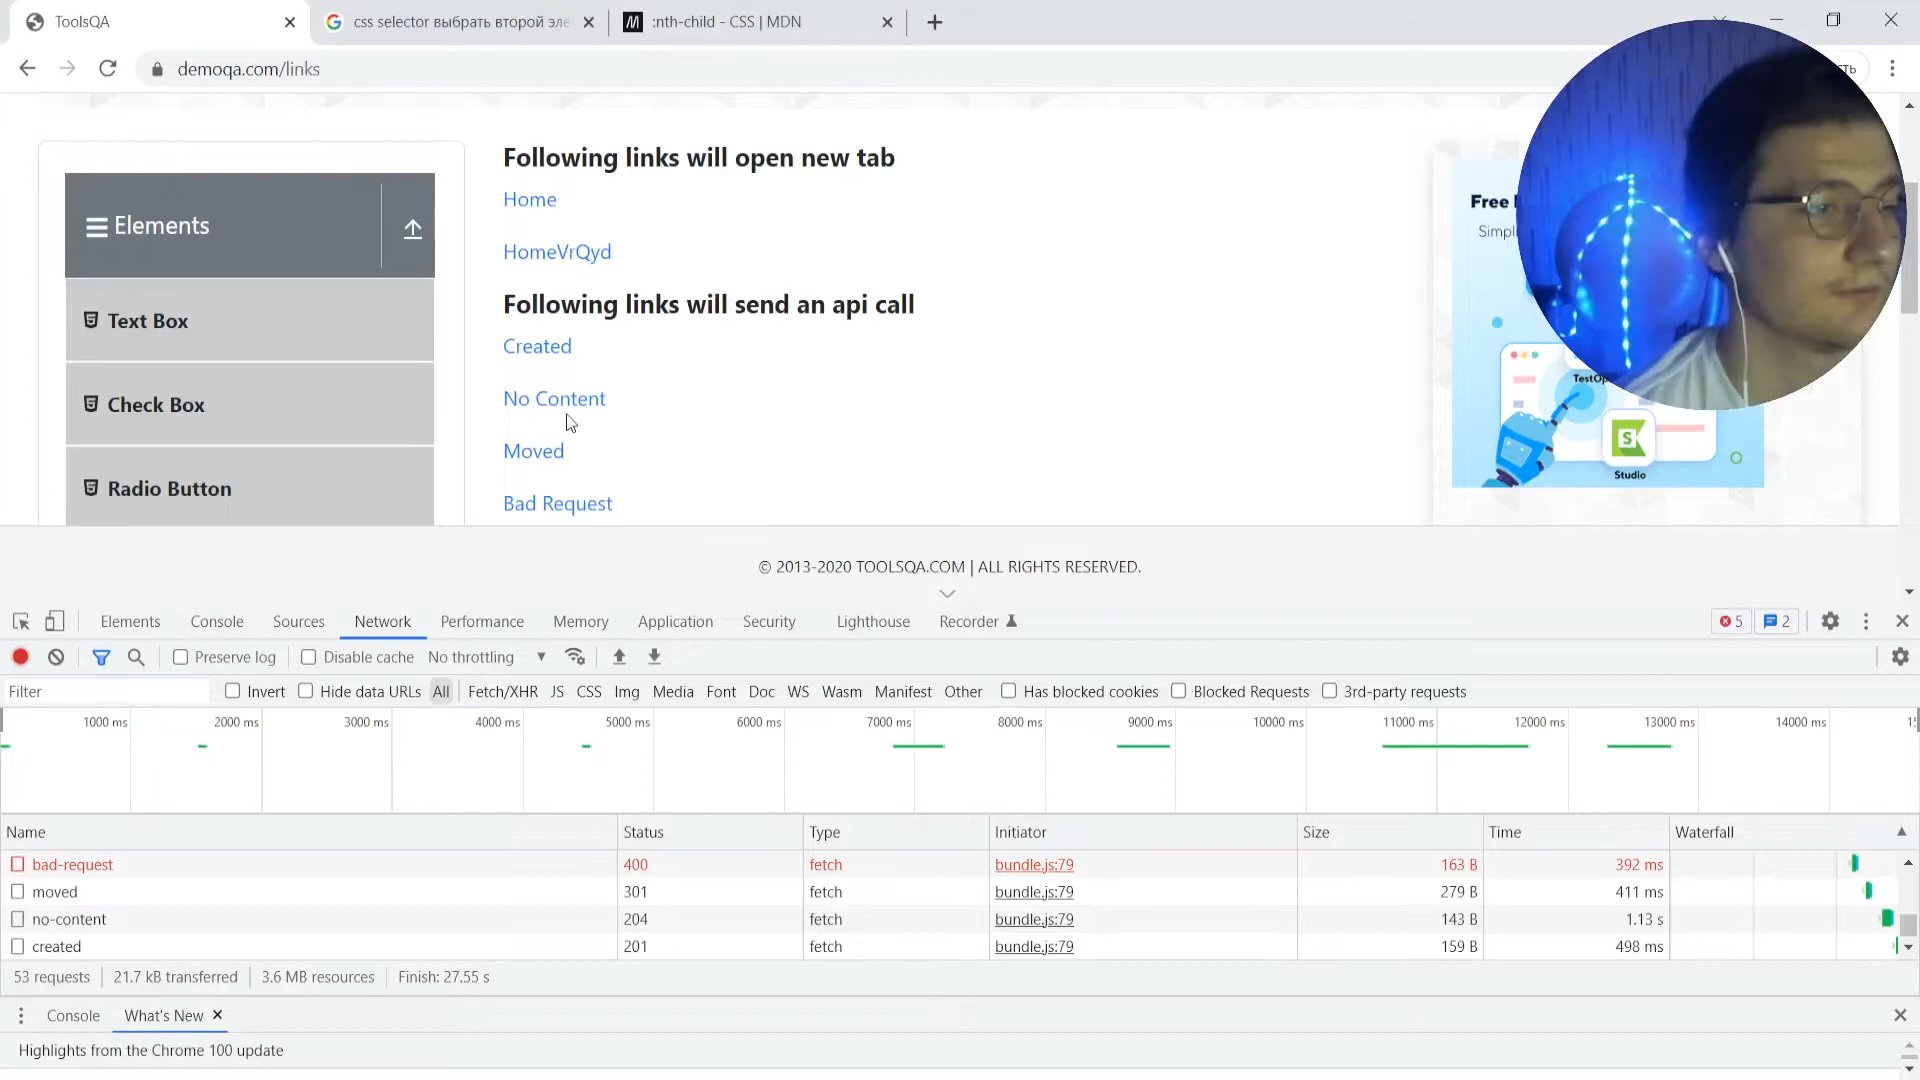 ToolsQA
css selector выбрать второй эле
:nth-child - CSS | MDN
demoqa.com/links
ть
Elements
Text Box
Check Box
Radio Button
Following links will open new tab
Home
HomeVrQyd
Following links will send an api call
Created
No Content
Moved
Bad Request
Free
Simpl
Studio
© 2013-2020 TOOLSQA.COM | ALL RIGHTS RESERVED.
Elements Console Sources Network Performance Memory Application Security Lighthouse Recorder 5 2
Preserve log Disable cache No throttling
Filter Invert Hide data URLs All Fetch/XHR JS CSS Img Media Font Doc WS Wasm Manifest Other Has blocked cookies Blocked Requests 3rd-party requests
1000 ms 2000 ms 3000 ms 4000 ms 5000 ms 6000 ms 7000 ms 8000 ms 9000 ms 10000 ms 11000 ms 12000 ms 13000 ms 14000 ms
Name Status Type Initiator Size Time Waterfall
bad-request 400 fetch bundle.js:79 163 B 392 ms
moved 301 fetch bundle.js:79 279 B 411 ms
no-content 204 fetch bundle.js:79 143 B 1.13 s
created 201 fetch bundle.js:79 159 B 498 ms
53 requests 21.7 kB transferred 3.6 MB resources Finish: 27.55 s
Console What's New
Highlights from the Chrome 100 update